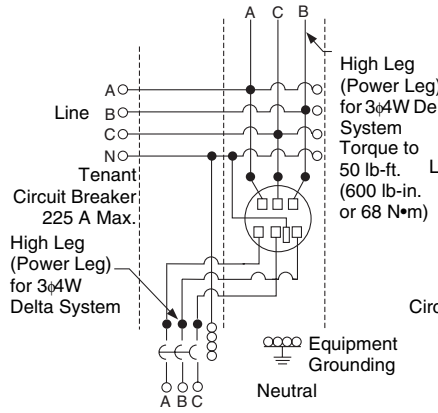 A C B
High Leg
(Power Leg)
for 3ϕ4W De
System
Torque to
50 lb-ft.
(600 lb-in.
or 68 N•m)
L
A
Line B
C
N
Tenant
Circuit Breaker
225 A Max.
High Leg
(Power Leg)
for 3ϕ4W
Delta System
Circ
Equipment
Grounding
Neutral
A B C